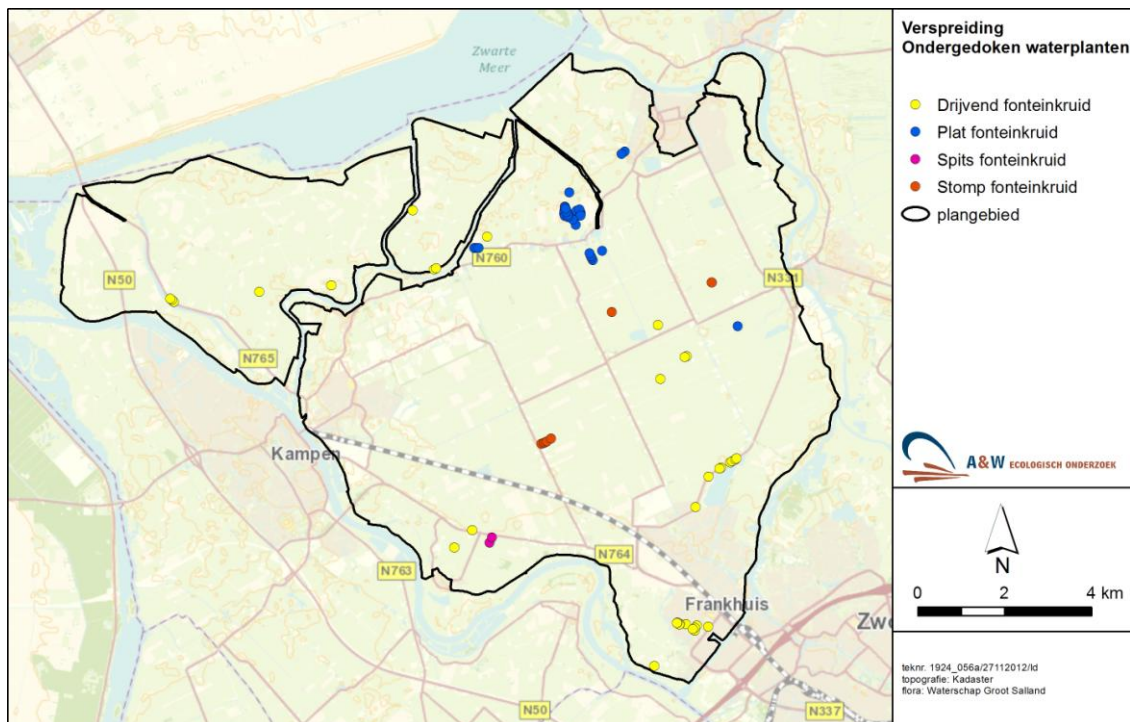 Verspreiding
Ondergedoken waterplanten
Drijvend fonteinkruid
Plat fonteinkruid
Spits fonteinkruid
Stomp fonteinkruid
plangebied
Zwarte
Meer
N760
N50
N331
N765
Kampen
N764
N763
Frankhuis
Zwo
N50
N337
A&W ECOLOGISCH ONDERZOEK
N
0 2 4 km
teknr. 1924_056a/27112012/ld
topografie: Kadaster
flora: Waterschap Groot Salland